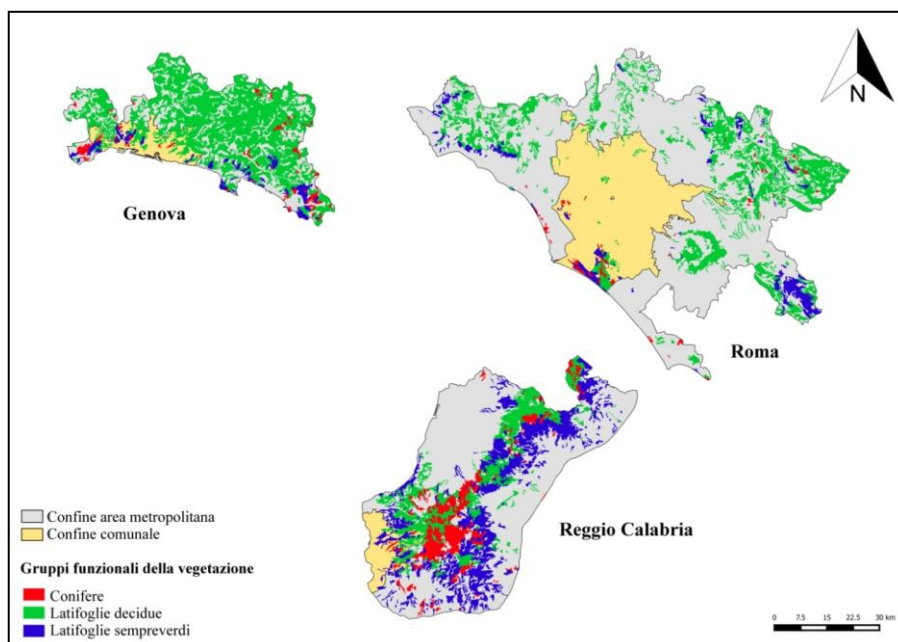 N
Genova
Roma
Reggio Calabria
Confine area metropolitana
Confine comunale
Gruppi funzionali della vegetazione
Conifere
Latifoglie decidue
Latifoglie sempreverdi
0 7.5 15 22.5 30 km